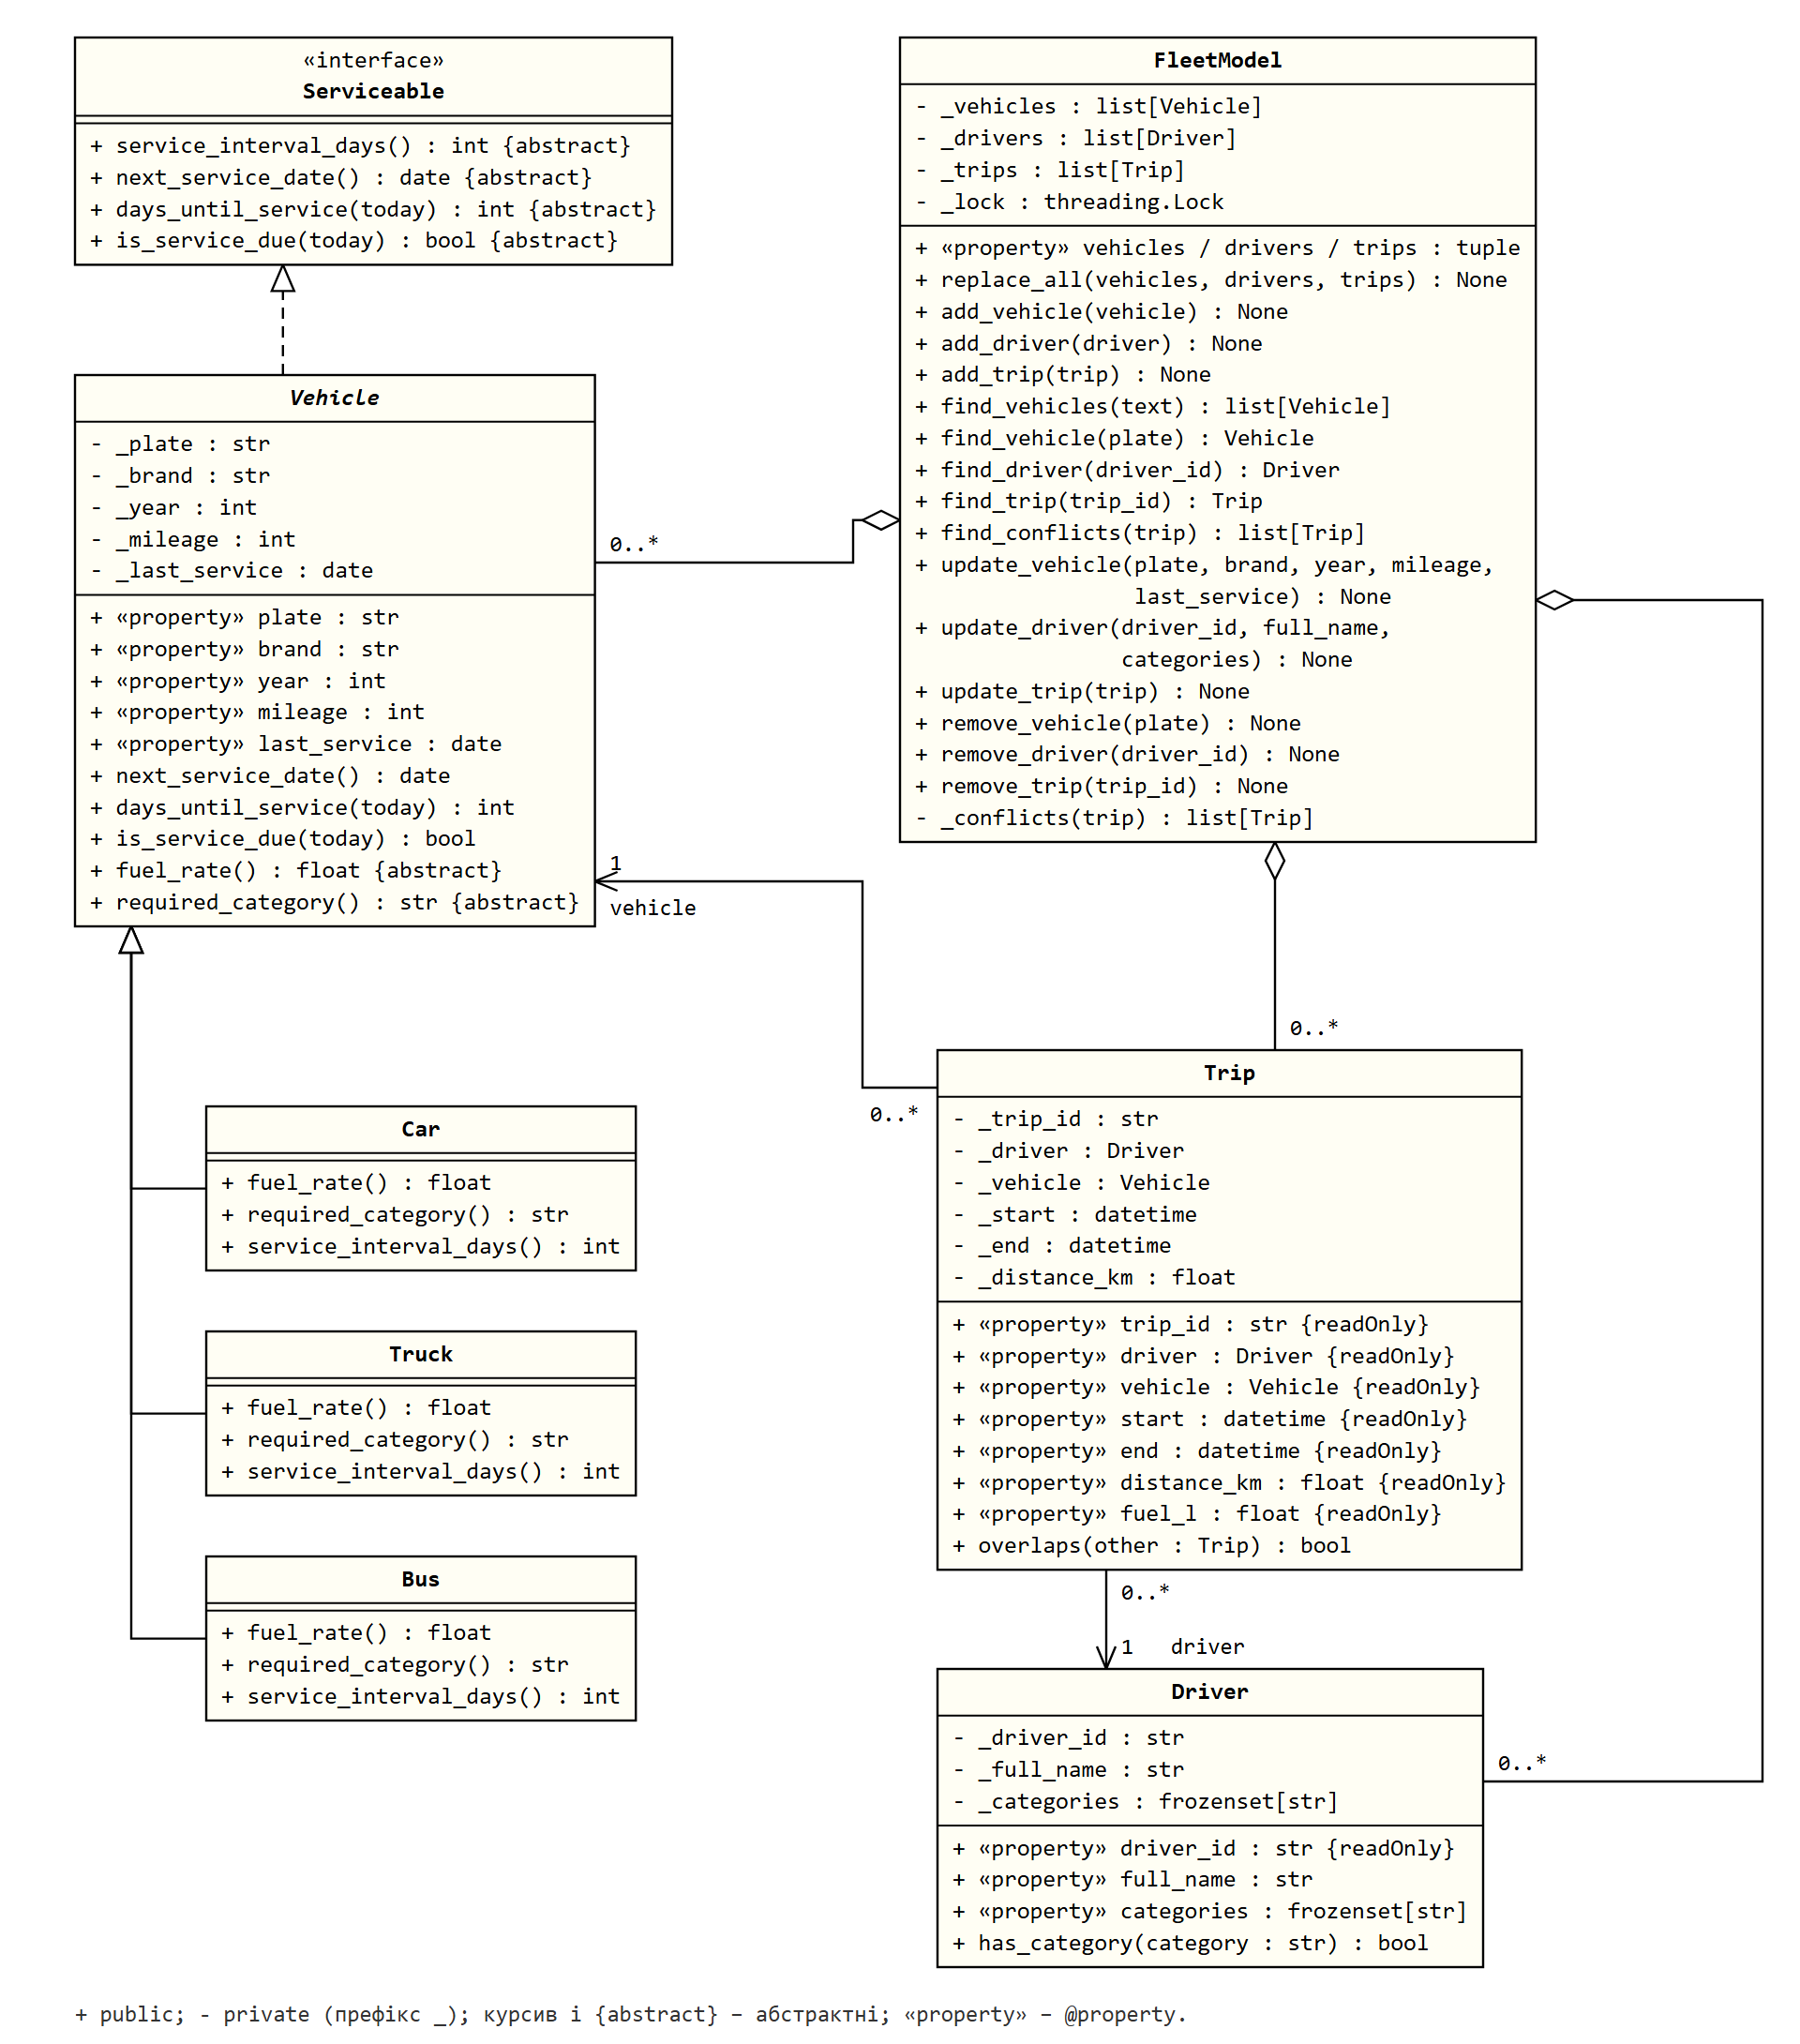 «interface»
Serviceable
+ service_interval_days() : int {abstract}
+ next_service_date() : date {abstract}
+ days_until_service(today) : int {abstract}
+ is_service_due(today) : bool {abstract}
Vehicle
- _plate : str
- _brand : str
- _year : int
- _mileage : int
- _last_service : date
+ «property» plate : str
+ «property» brand : str
+ «property» year : int
+ «property» mileage : int
+ «property» last_service : date
+ next_service_date() : date
+ days_until_service(today) : int
+ is_service_due(today) : bool
+ fuel_rate() : float {abstract}
+ required_category() : str {abstract}
FleetModel
- _vehicles : list[Vehicle]
- _drivers : list[Driver]
- _trips : list[Trip]
- _lock : threading.Lock
+ «property» vehicles / drivers / trips : tuple
+ replace_all(vehicles, drivers, trips) : None
+ add_vehicle(vehicle) : None
+ add_driver(driver) : None
+ add_trip(trip) : None
+ find_vehicles(text) : list[Vehicle]
+ find_vehicle(plate) : Vehicle
+ find_driver(driver_id) : Driver
+ find_trip(trip_id) : Trip
+ find_conflicts(trip) : list[Trip]
+ update_vehicle(plate, brand, year, mileage,
last_service) : None
+ update_driver(driver_id, full_name,
categories) : None
+ update_trip(trip) : None
+ remove_vehicle(plate) : None
+ remove_driver(driver_id) : None
+ remove_trip(trip_id) : None
- _conflicts(trip) : list[Trip]
0..*
1
vehicle
0..*
0..*
Car
+ fuel_rate() : float
+ required_category() : str
+ service_interval_days() : int
Truck
+ fuel_rate() : float
+ required_category() : str
+ service_interval_days() : int
Bus
+ fuel_rate() : float
+ required_category() : str
+ service_interval_days() : int
Trip
- _trip_id : str
- _driver : Driver
- _vehicle : Vehicle
- _start : datetime
- _end : datetime
- _distance_km : float
+ «property» trip_id : str {readOnly}
+ «property» driver : Driver {readOnly}
+ «property» vehicle : Vehicle {readOnly}
+ «property» start : datetime {readOnly}
+ «property» end : datetime {readOnly}
+ «property» distance_km : float {readOnly}
+ «property» fuel_l : float {readOnly}
+ overlaps(other : Trip) : bool
0..*
1 driver
Driver
- _driver_id : str
- _full_name : str
- _categories : frozenset[str]
+ «property» driver_id : str {readOnly}
+ «property» full_name : str
+ «property» categories : frozenset[str]
+ has_category(category : str) : bool
0..*
+ public; - private (префікс _); курсив і {abstract} – абстрактні; «property» – @property.